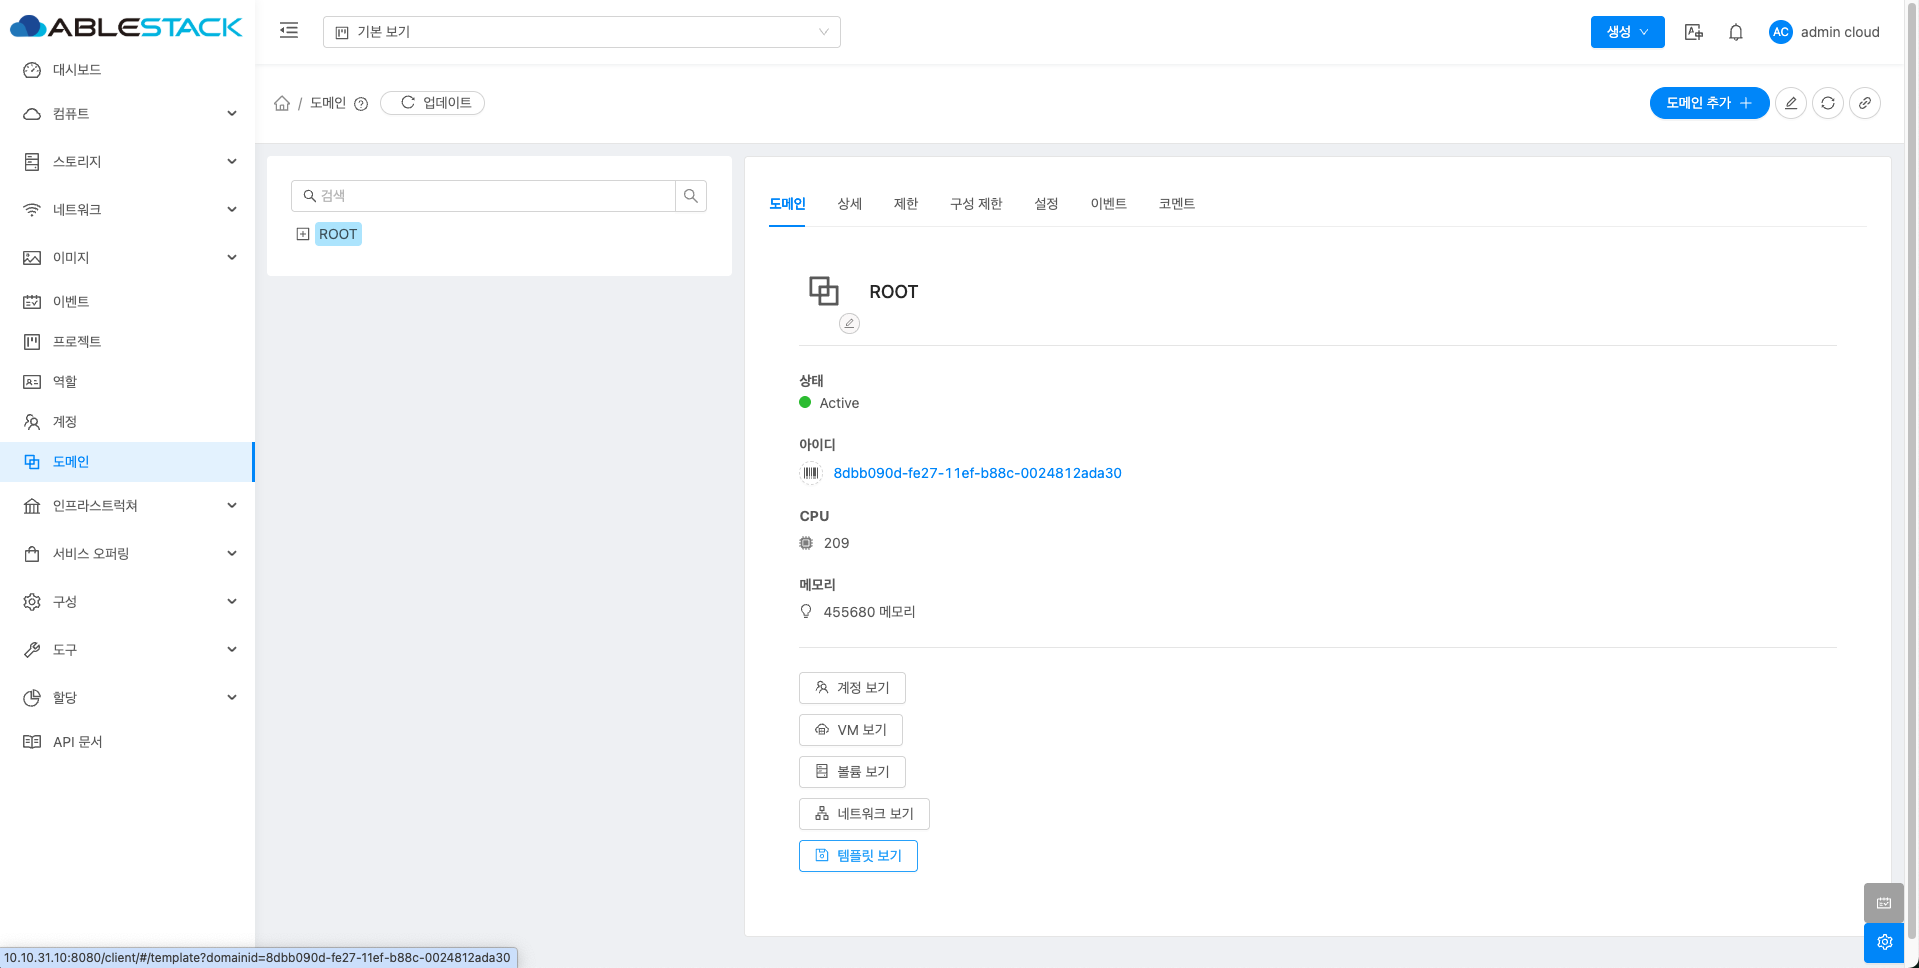 ABLESTACK
기본 보기
생성
AC
admin cloud
대시보드
컴퓨트
스토리지
네트워크
이미지
이벤트
프로젝트
역할
계정
도메인
인프라스트럭쳐
서비스 오퍼링
구성
도구
할당
API 문서
/ 도메인
업데이트
도메인 추가
검색
ROOT
도메인 상세 제한 구성 제한 설정 이벤트 코멘트
ROOT
상태
Active
아이디
8dbb090d-fe27-11ef-b88c-0024812ada30
CPU
209
메모리
455680 메모리
계정 보기
VM 보기
볼륨 보기
네트워크 보기
템플릿 보기
10.10.31.10:8080/client/#/template?domainid=8dbb090d-fe27-11ef-b88c-0024812ada30